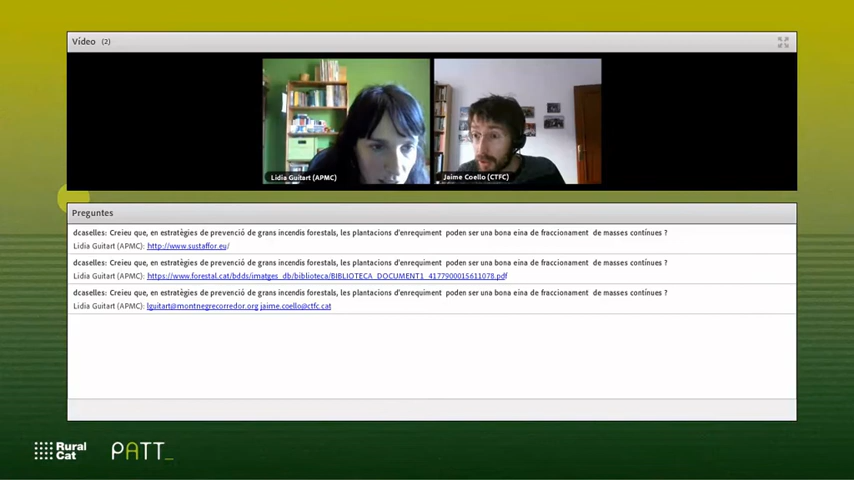 Vídeo (2)
Lidia Guitart (APMC)
Jaime Coello (CTFC)
Preguntes
dcaselles: Creieu que, en estratègies de prevenció de grans incendis forestals, les plantacions d'enrequiment poden ser una bona eina de fraccionament de masses contínues ?
Lidia Guitart (APMC): http://www.sustaffor.eu/
dcaselles: Creieu que, en estratègies de prevenció de grans incendis forestals, les plantacions d'enrequiment poden ser una bona eina de fraccionament de masses contínues ?
Lidia Guitart (APMC): https://www.forestal.cat/bdds/imatges_db/biblioteca/BIBLIOTECA_DOCUMENT1_4177900015611078.pdf
dcaselles: Creieu que, en estratègies de prevenció de grans incendis forestals, les plantacions d'enrequiment poden ser una bona eina de fraccionament de masses contínues ?
Lidia Guitart (APMC): lguitart@montnegrecorredor.org jaime.coello@ctfc.cat
Rural
Cat
PATT_